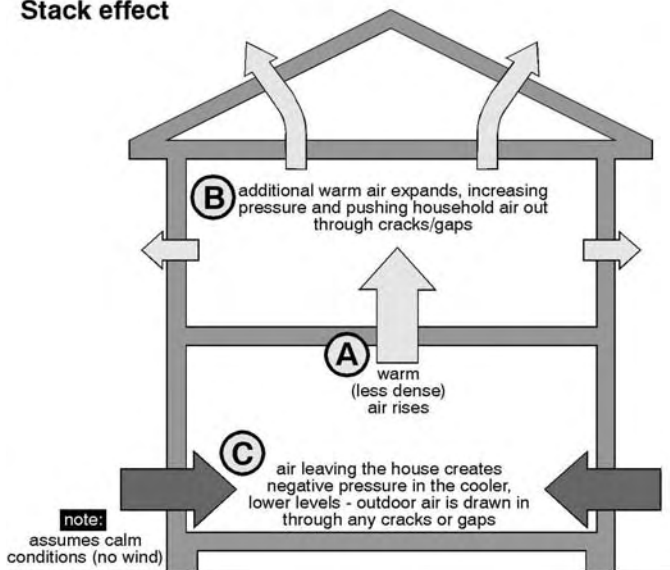 Stack effect
B
additional warm air expands, increasing
pressure and pushing household air out
through cracks/gaps
A
warm
(less dense)
air rises
C
air leaving the house creates
negative pressure in the cooler,
lower levels - outdoor air is drawn in
through any cracks or gaps
note:
assumes calm
conditions (no wind)